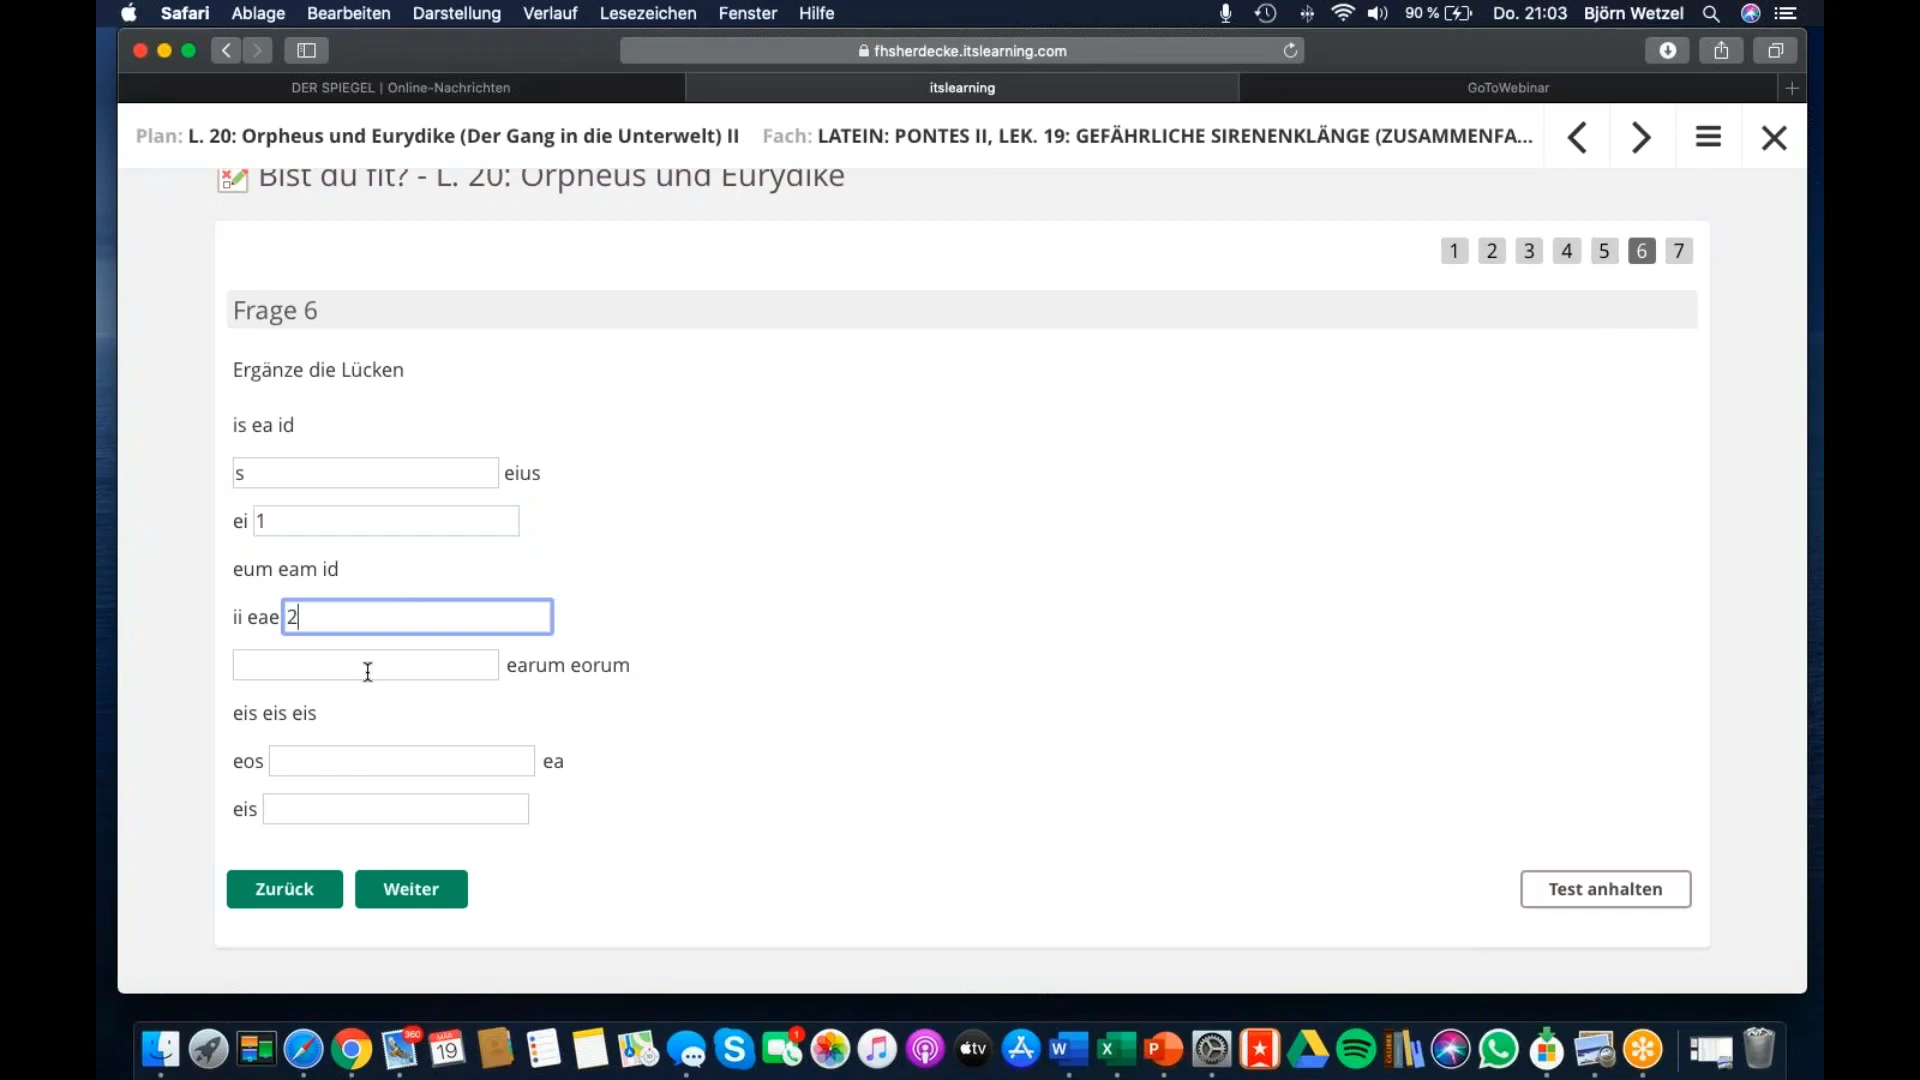 Safari Ablage Bearbeiten Darstellung Verlauf Lesezeichen Fenster Hilfe 90 % Do. 21:03 Björn Wetzel
fhsherdecke.itslearning.com
DER SPIEGEL | Online-Nachrichten itslearning GoToWebinar
Plan: L. 20: Orpheus und Eurydike (Der Gang in die Unterwelt) II Fach: LATEIN: PONTES II, LEK. 19: GEFÄHRLICHE SIRENENKLÄNGE (ZUSAMMENFA...
Bist du fit? - L. 20: Orpheus und Eurydike
1 2 3 4 5 6 7
Frage 6
Ergänze die Lücken
is ea id
s eius
ei 1
eum eam id
ii eae 2
earum eorum
eis eis eis
eos ea
eis
Zurück Weiter Test anhalten
360 19 S 1 tv W X P